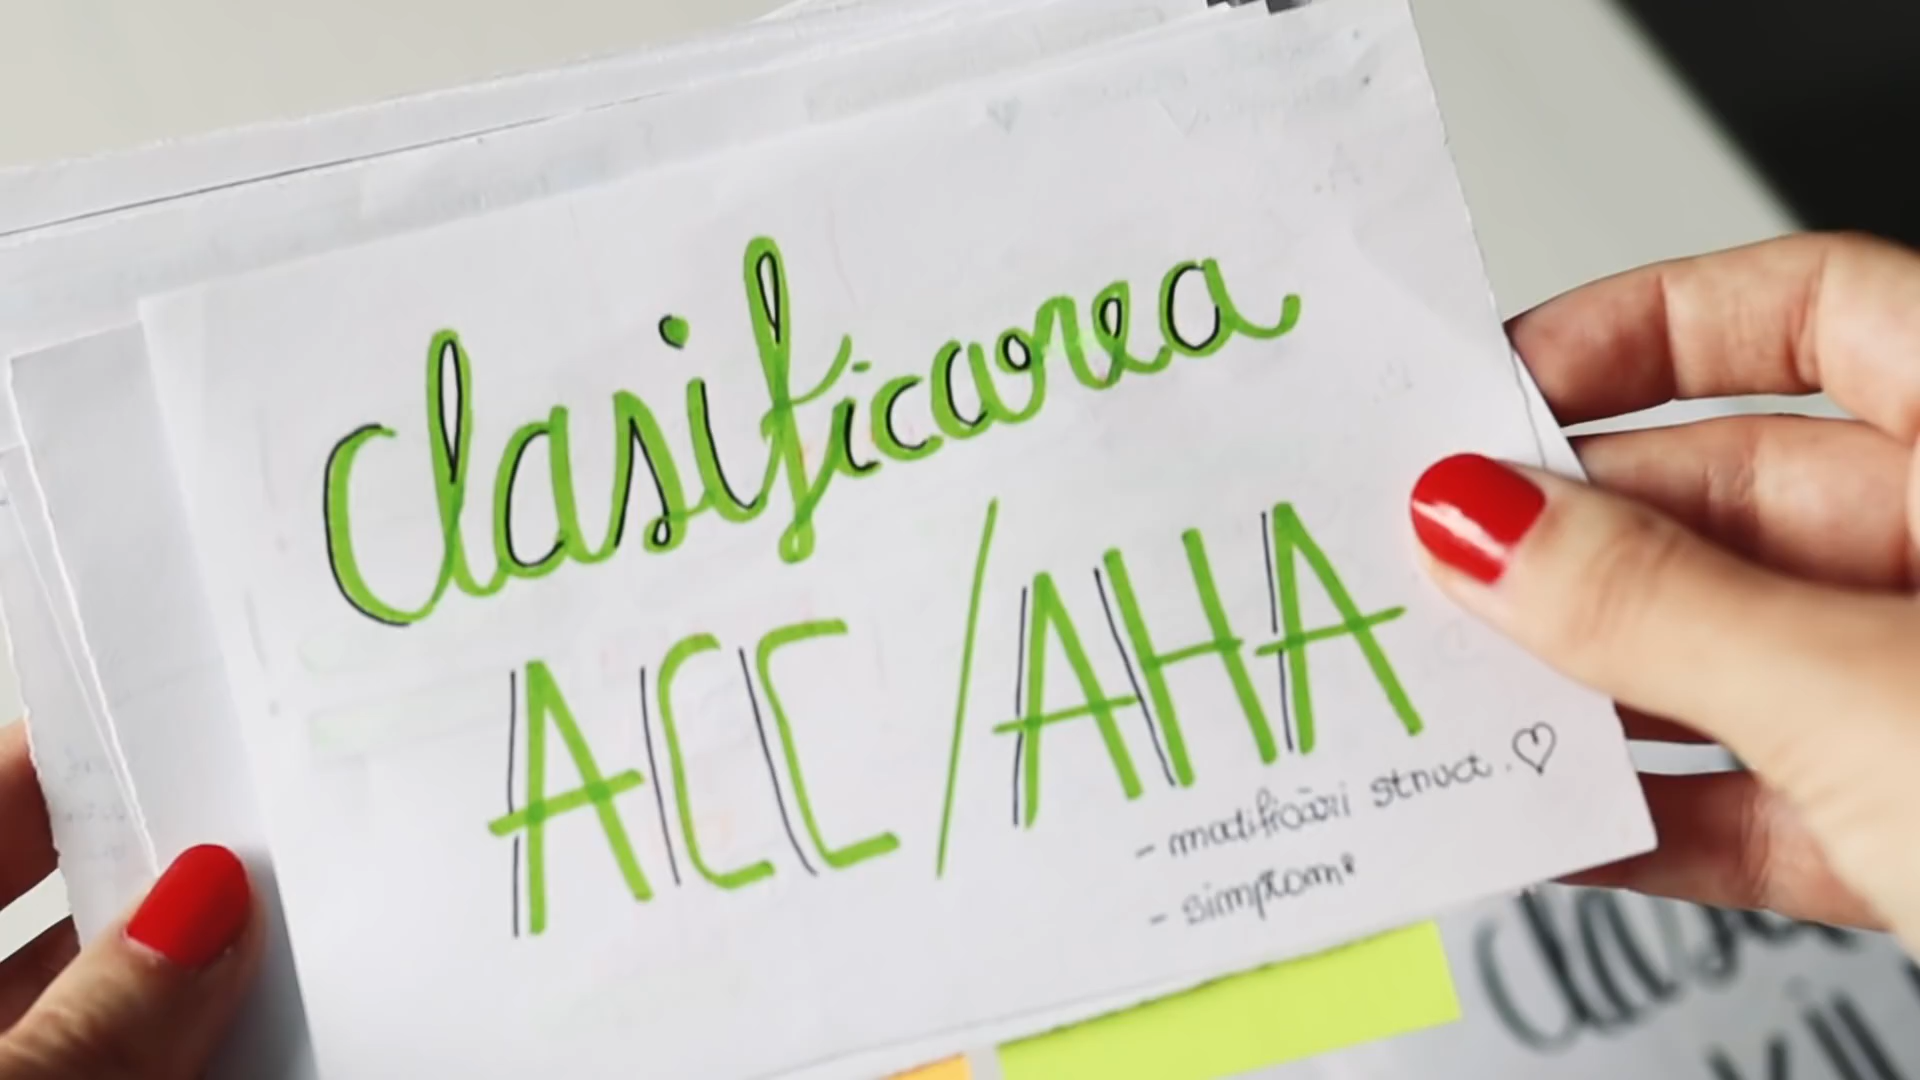 Clasificarea
ACC/AHA
- modificări struct. ♡
- simptome